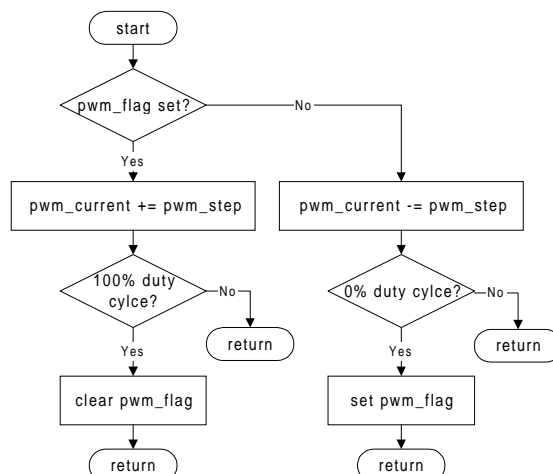 start
pwm_flag set?
No
Yes
pwm_current += pwm_step
pwm_current -= pwm_step
100% duty
cylce?
No
0% duty cylce?
No
return
return
Yes
Yes
clear pwm_flag
set pwm_flag
return
return